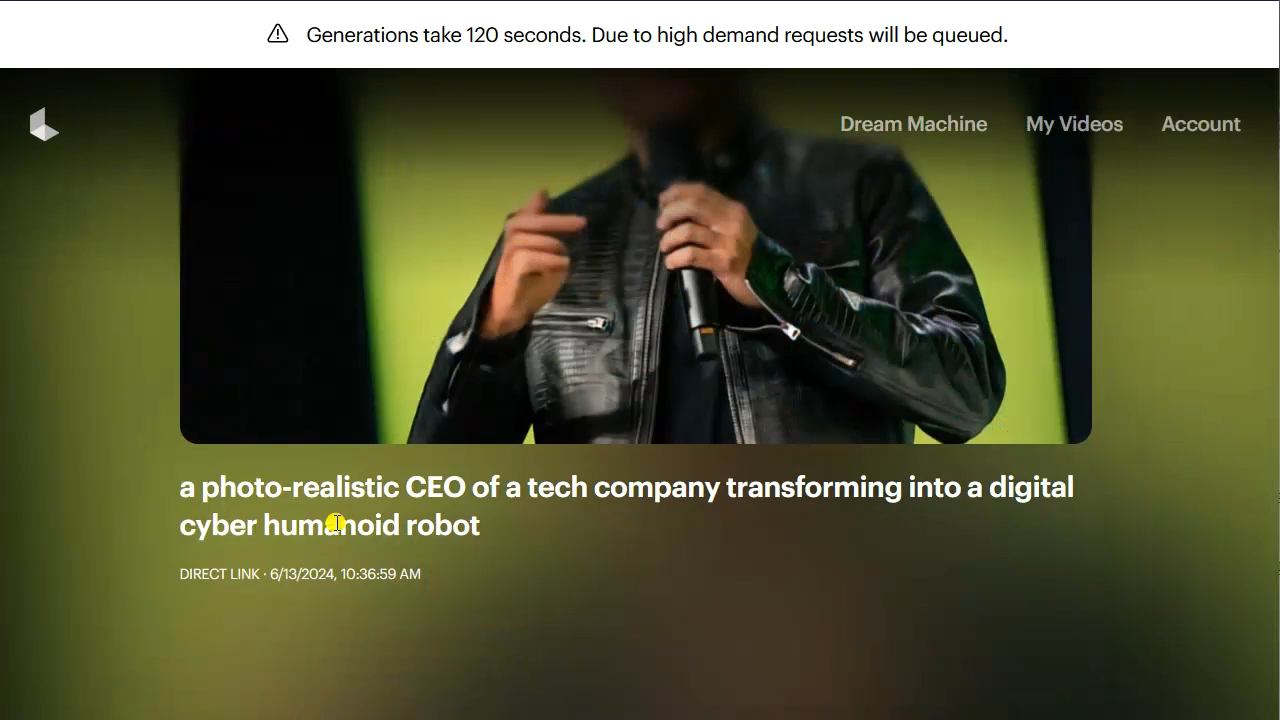 Generations take 120 seconds. Due to high demand requests will be queued.
Dream Machine My Videos Account
a photo-realistic CEO of a tech company transforming into a digital
cyber humanoid robot
DIRECT LINK · 6/13/2024, 10:36:59 AM